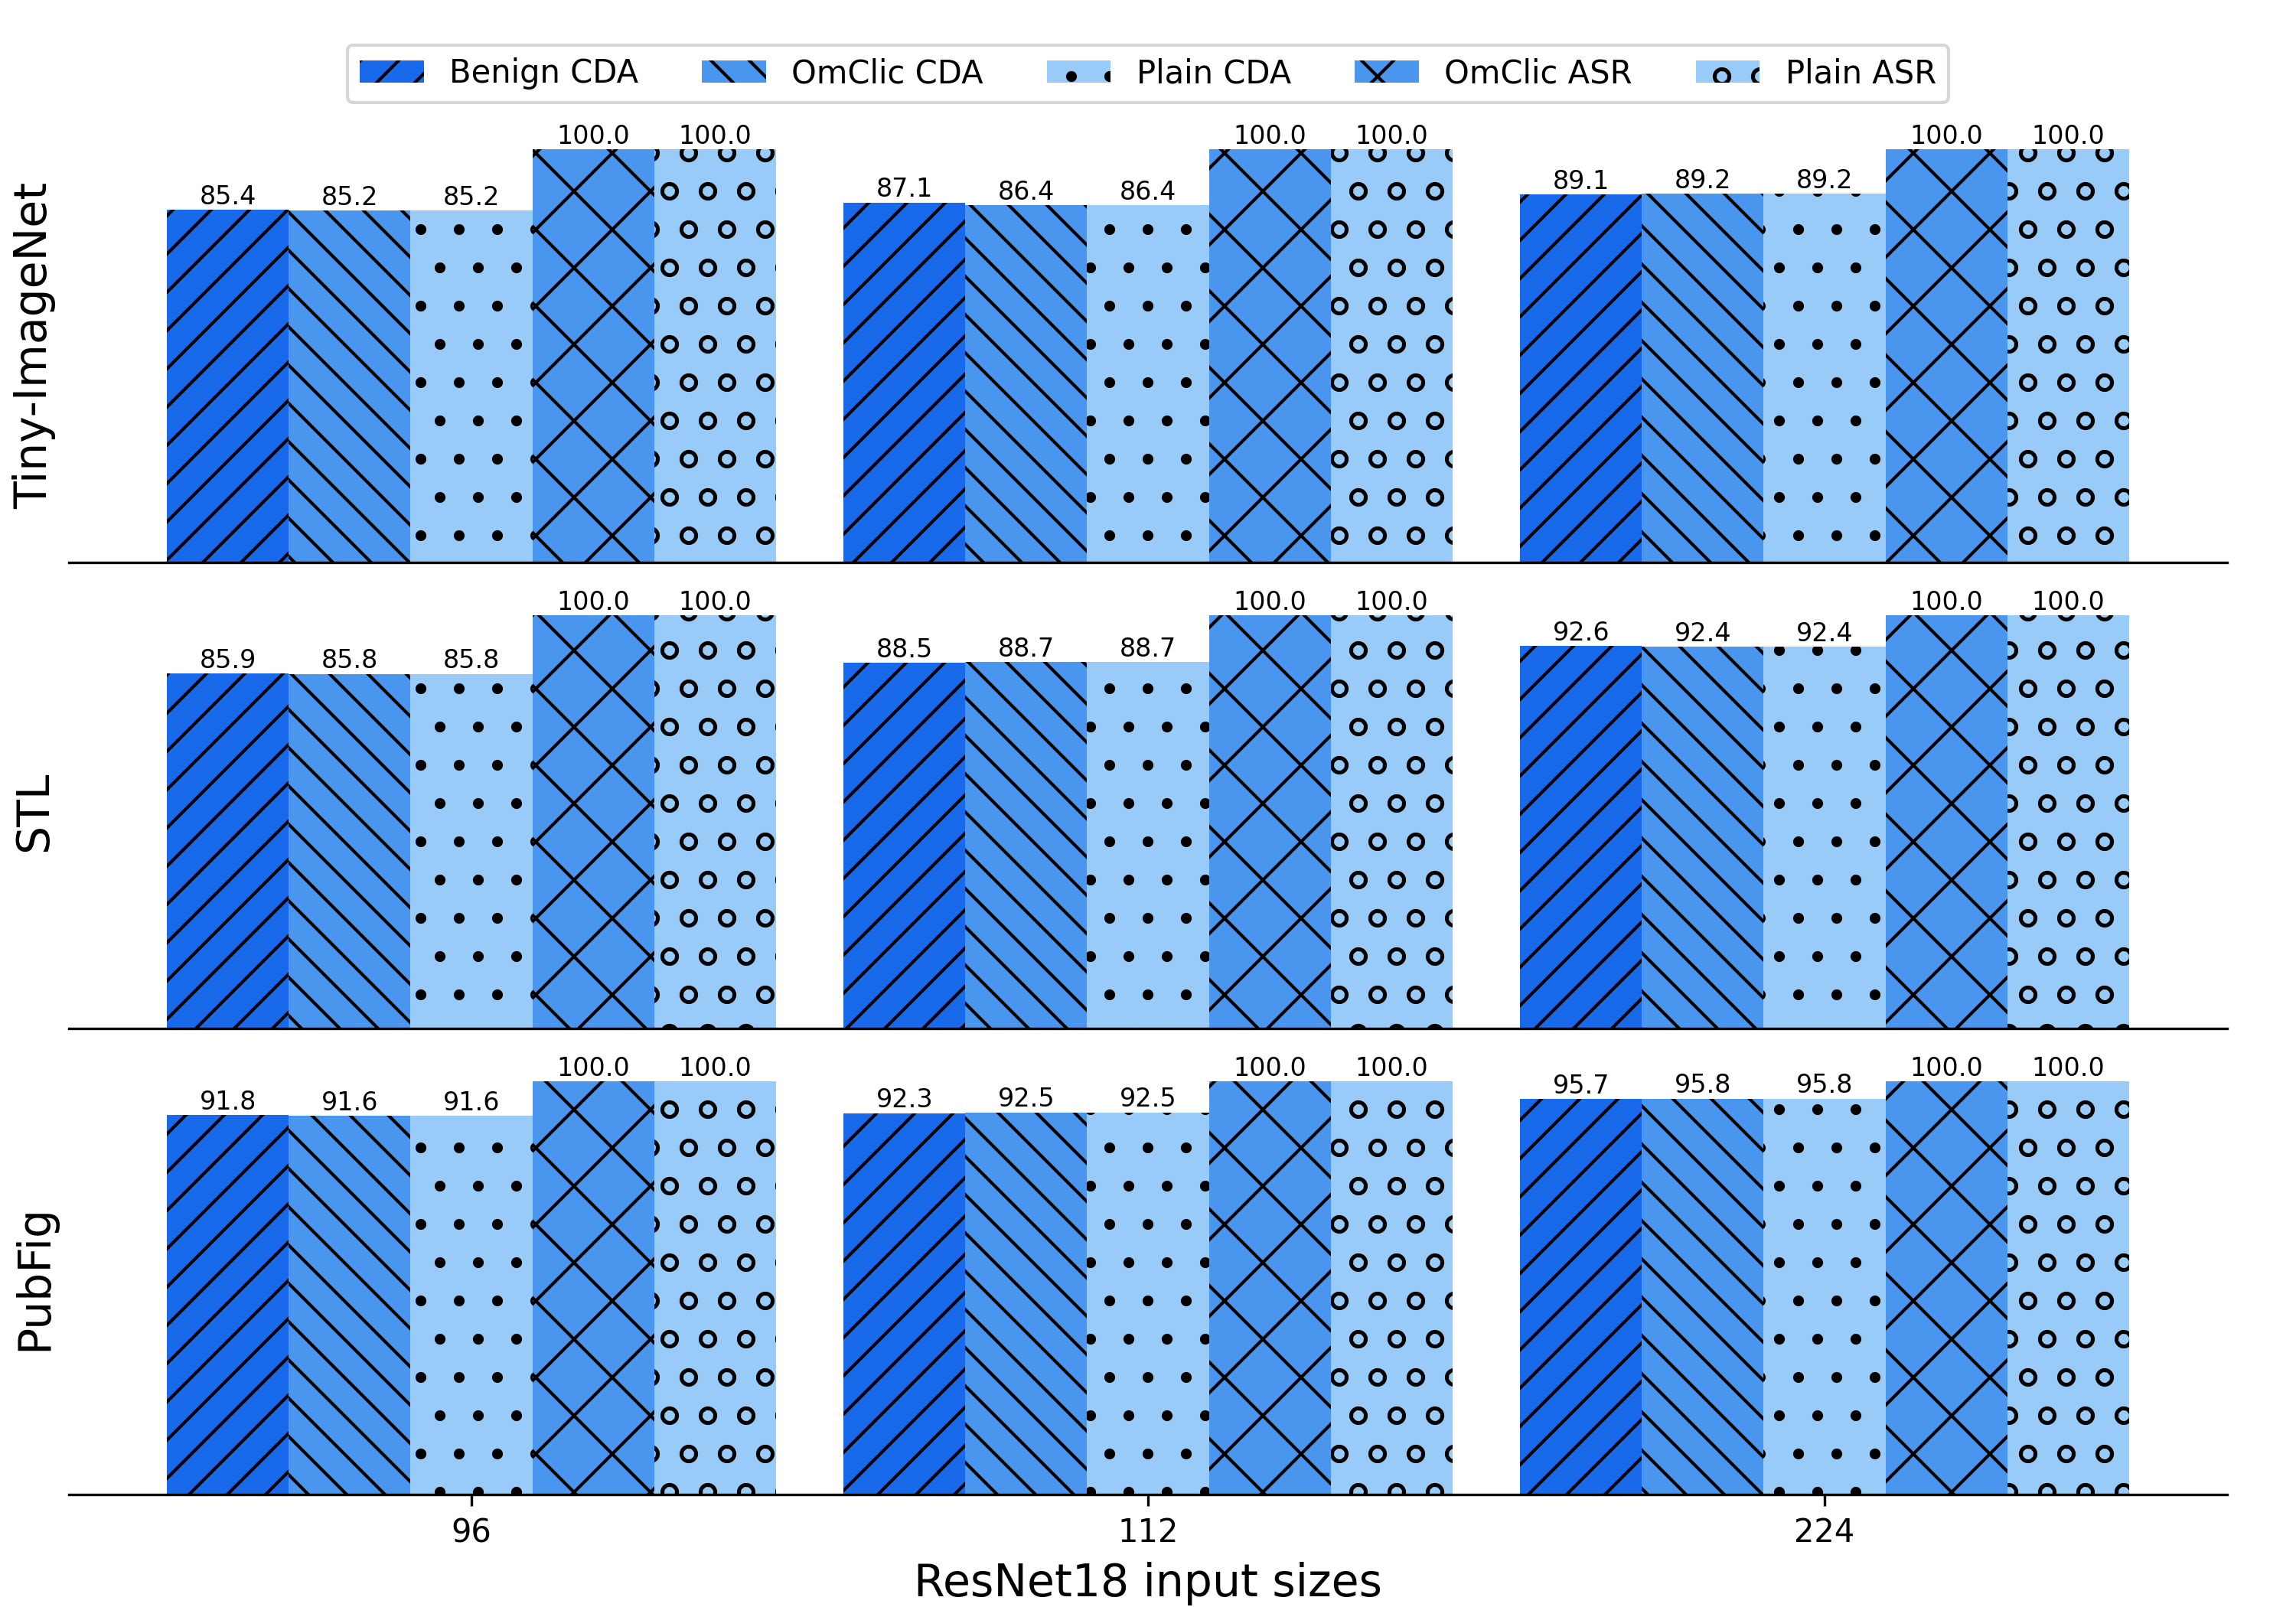 Benign CDA OmClic CDA Plain CDA OmClic ASR Plain ASR
Tiny-ImageNet
85.4 85.2 85.2 100.0 100.0 87.1 86.4 86.4 100.0 100.0 89.1 89.2 89.2 100.0 100.0
STL
85.9 85.8 85.8 100.0 100.0 88.5 88.7 88.7 100.0 100.0 92.6 92.4 92.4 100.0 100.0
PubFig
91.8 91.6 91.6 100.0 100.0 92.3 92.5 92.5 100.0 100.0 95.7 95.8 95.8 100.0 100.0
96 112 224
ResNet18 input sizes